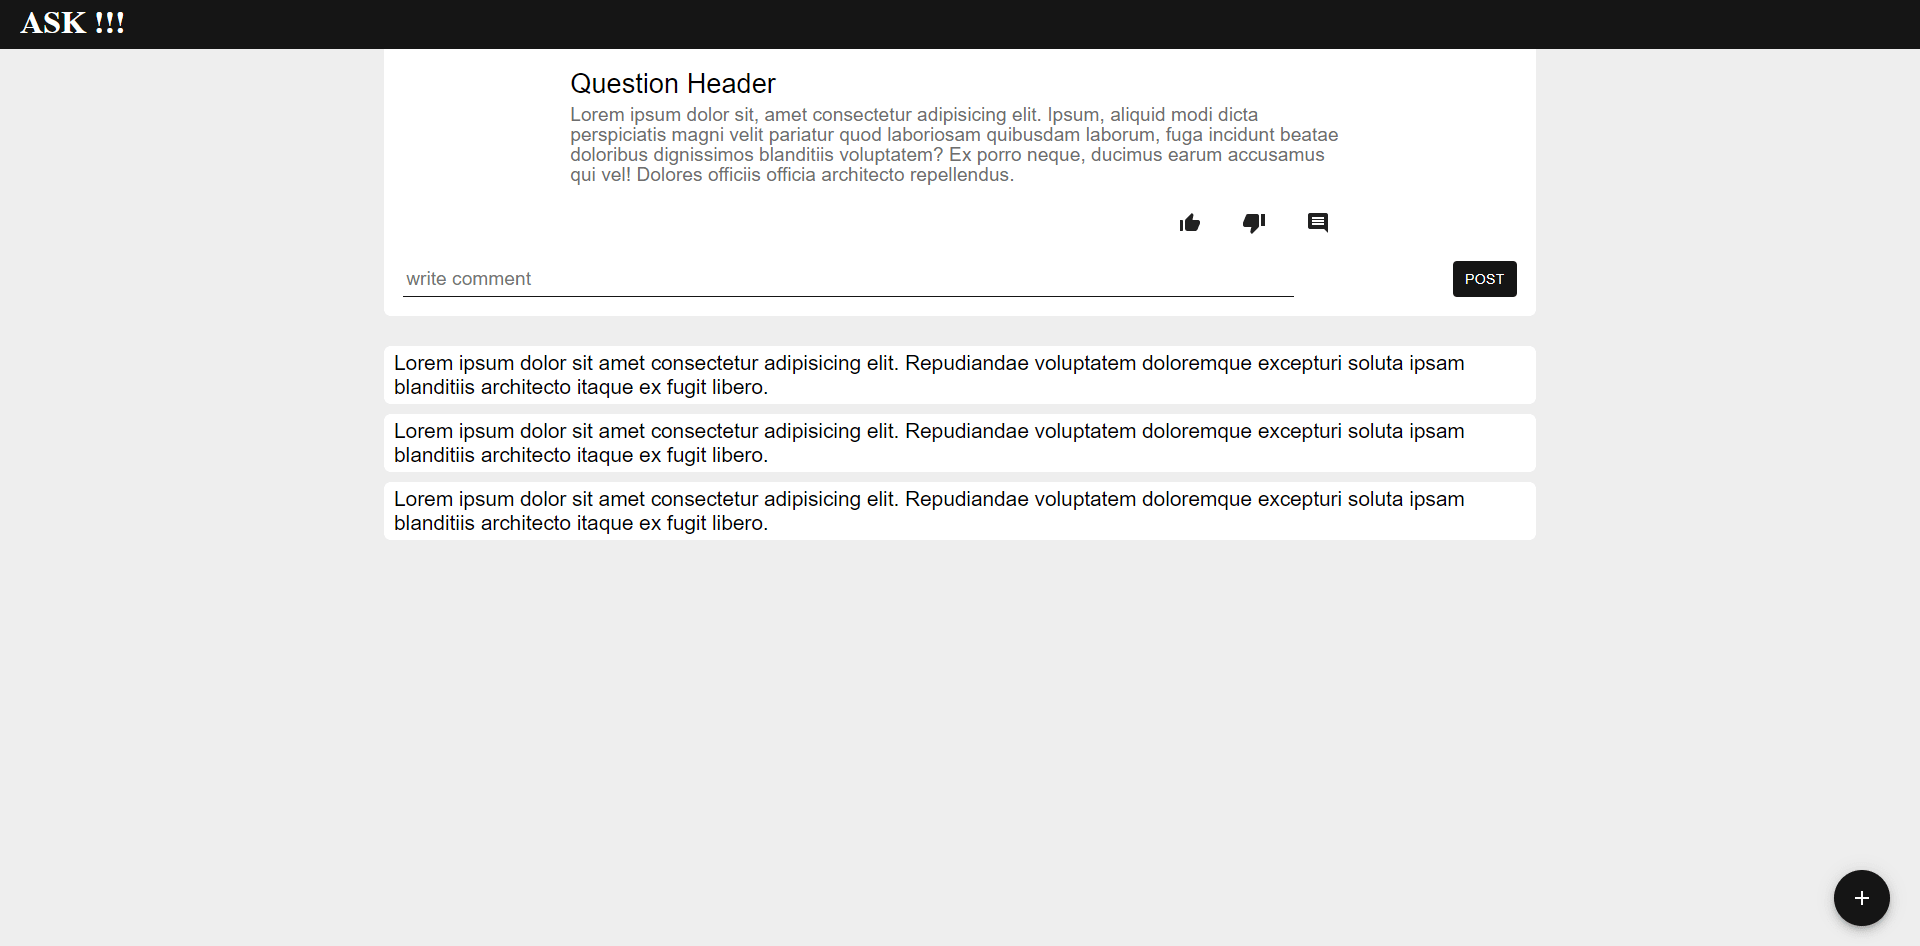 ASK !!!
Question Header
Lorem ipsum dolor sit, amet consectetur adipisicing elit. Ipsum, aliquid modi dicta
perspiciatis magni velit pariatur quod laboriosam quibusdam laborum, fuga incidunt beatae
doloribus dignissimos blanditiis voluptatem? Ex porro neque, ducimus earum accusamus
qui vel! Dolores officiis officia architecto repellendus.
write comment
POST
Lorem ipsum dolor sit amet consectetur adipisicing elit. Repudiandae voluptatem doloremque excepturi soluta ipsam
blanditiis architecto itaque ex fugit libero.
Lorem ipsum dolor sit amet consectetur adipisicing elit. Repudiandae voluptatem doloremque excepturi soluta ipsam
blanditiis architecto itaque ex fugit libero.
Lorem ipsum dolor sit amet consectetur adipisicing elit. Repudiandae voluptatem doloremque excepturi soluta ipsam
blanditiis architecto itaque ex fugit libero.